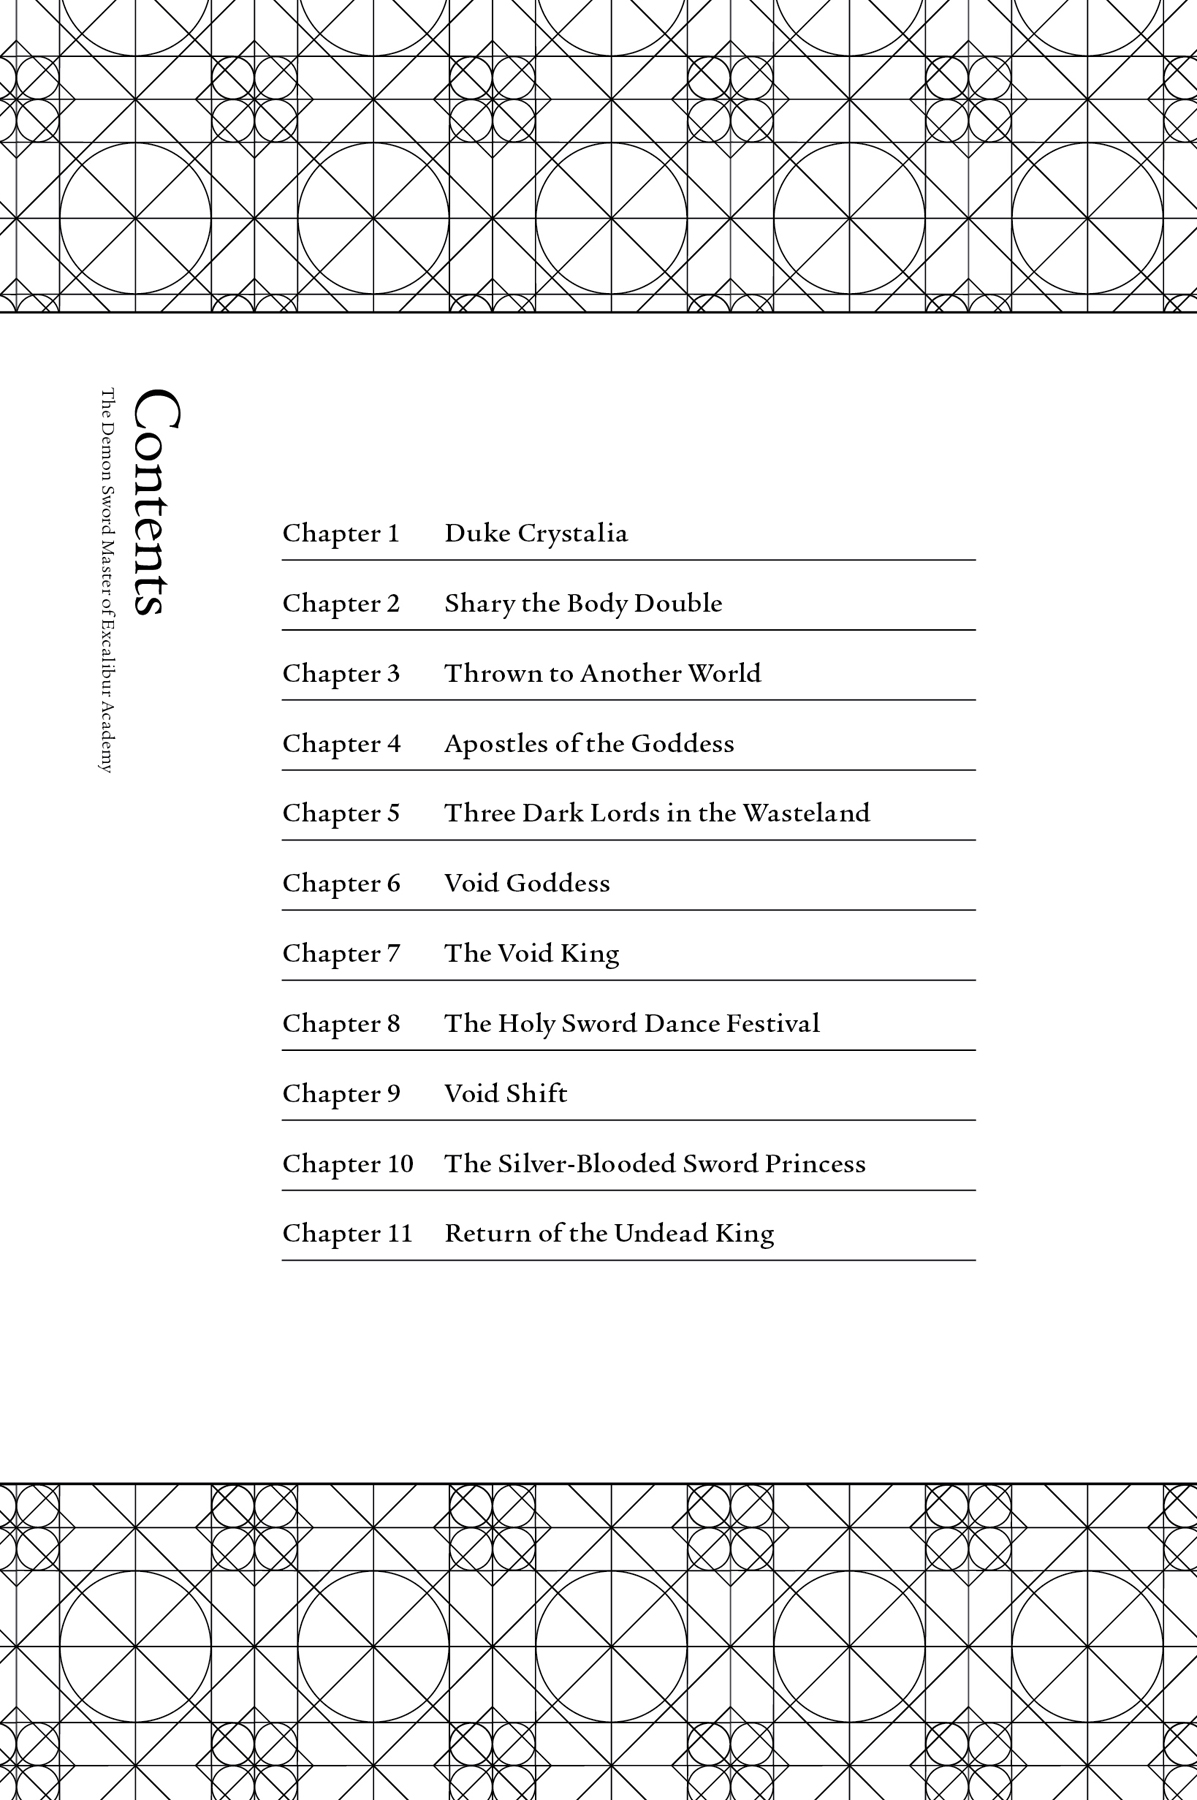 Contents
The Demon Sword Master of Excalibur Academy
Chapter 1 Duke Crystalia
Chapter 2 Shary the Body Double
Chapter 3 Thrown to Another World
Chapter 4 Apostles of the Goddess
Chapter 5 Three Dark Lords in the Wasteland
Chapter 6 Void Goddess
Chapter 7 The Void King
Chapter 8 The Holy Sword Dance Festival
Chapter 9 Void Shift
Chapter 10 The Silver-Blooded Sword Princess
Chapter 11 Return of the Undead King